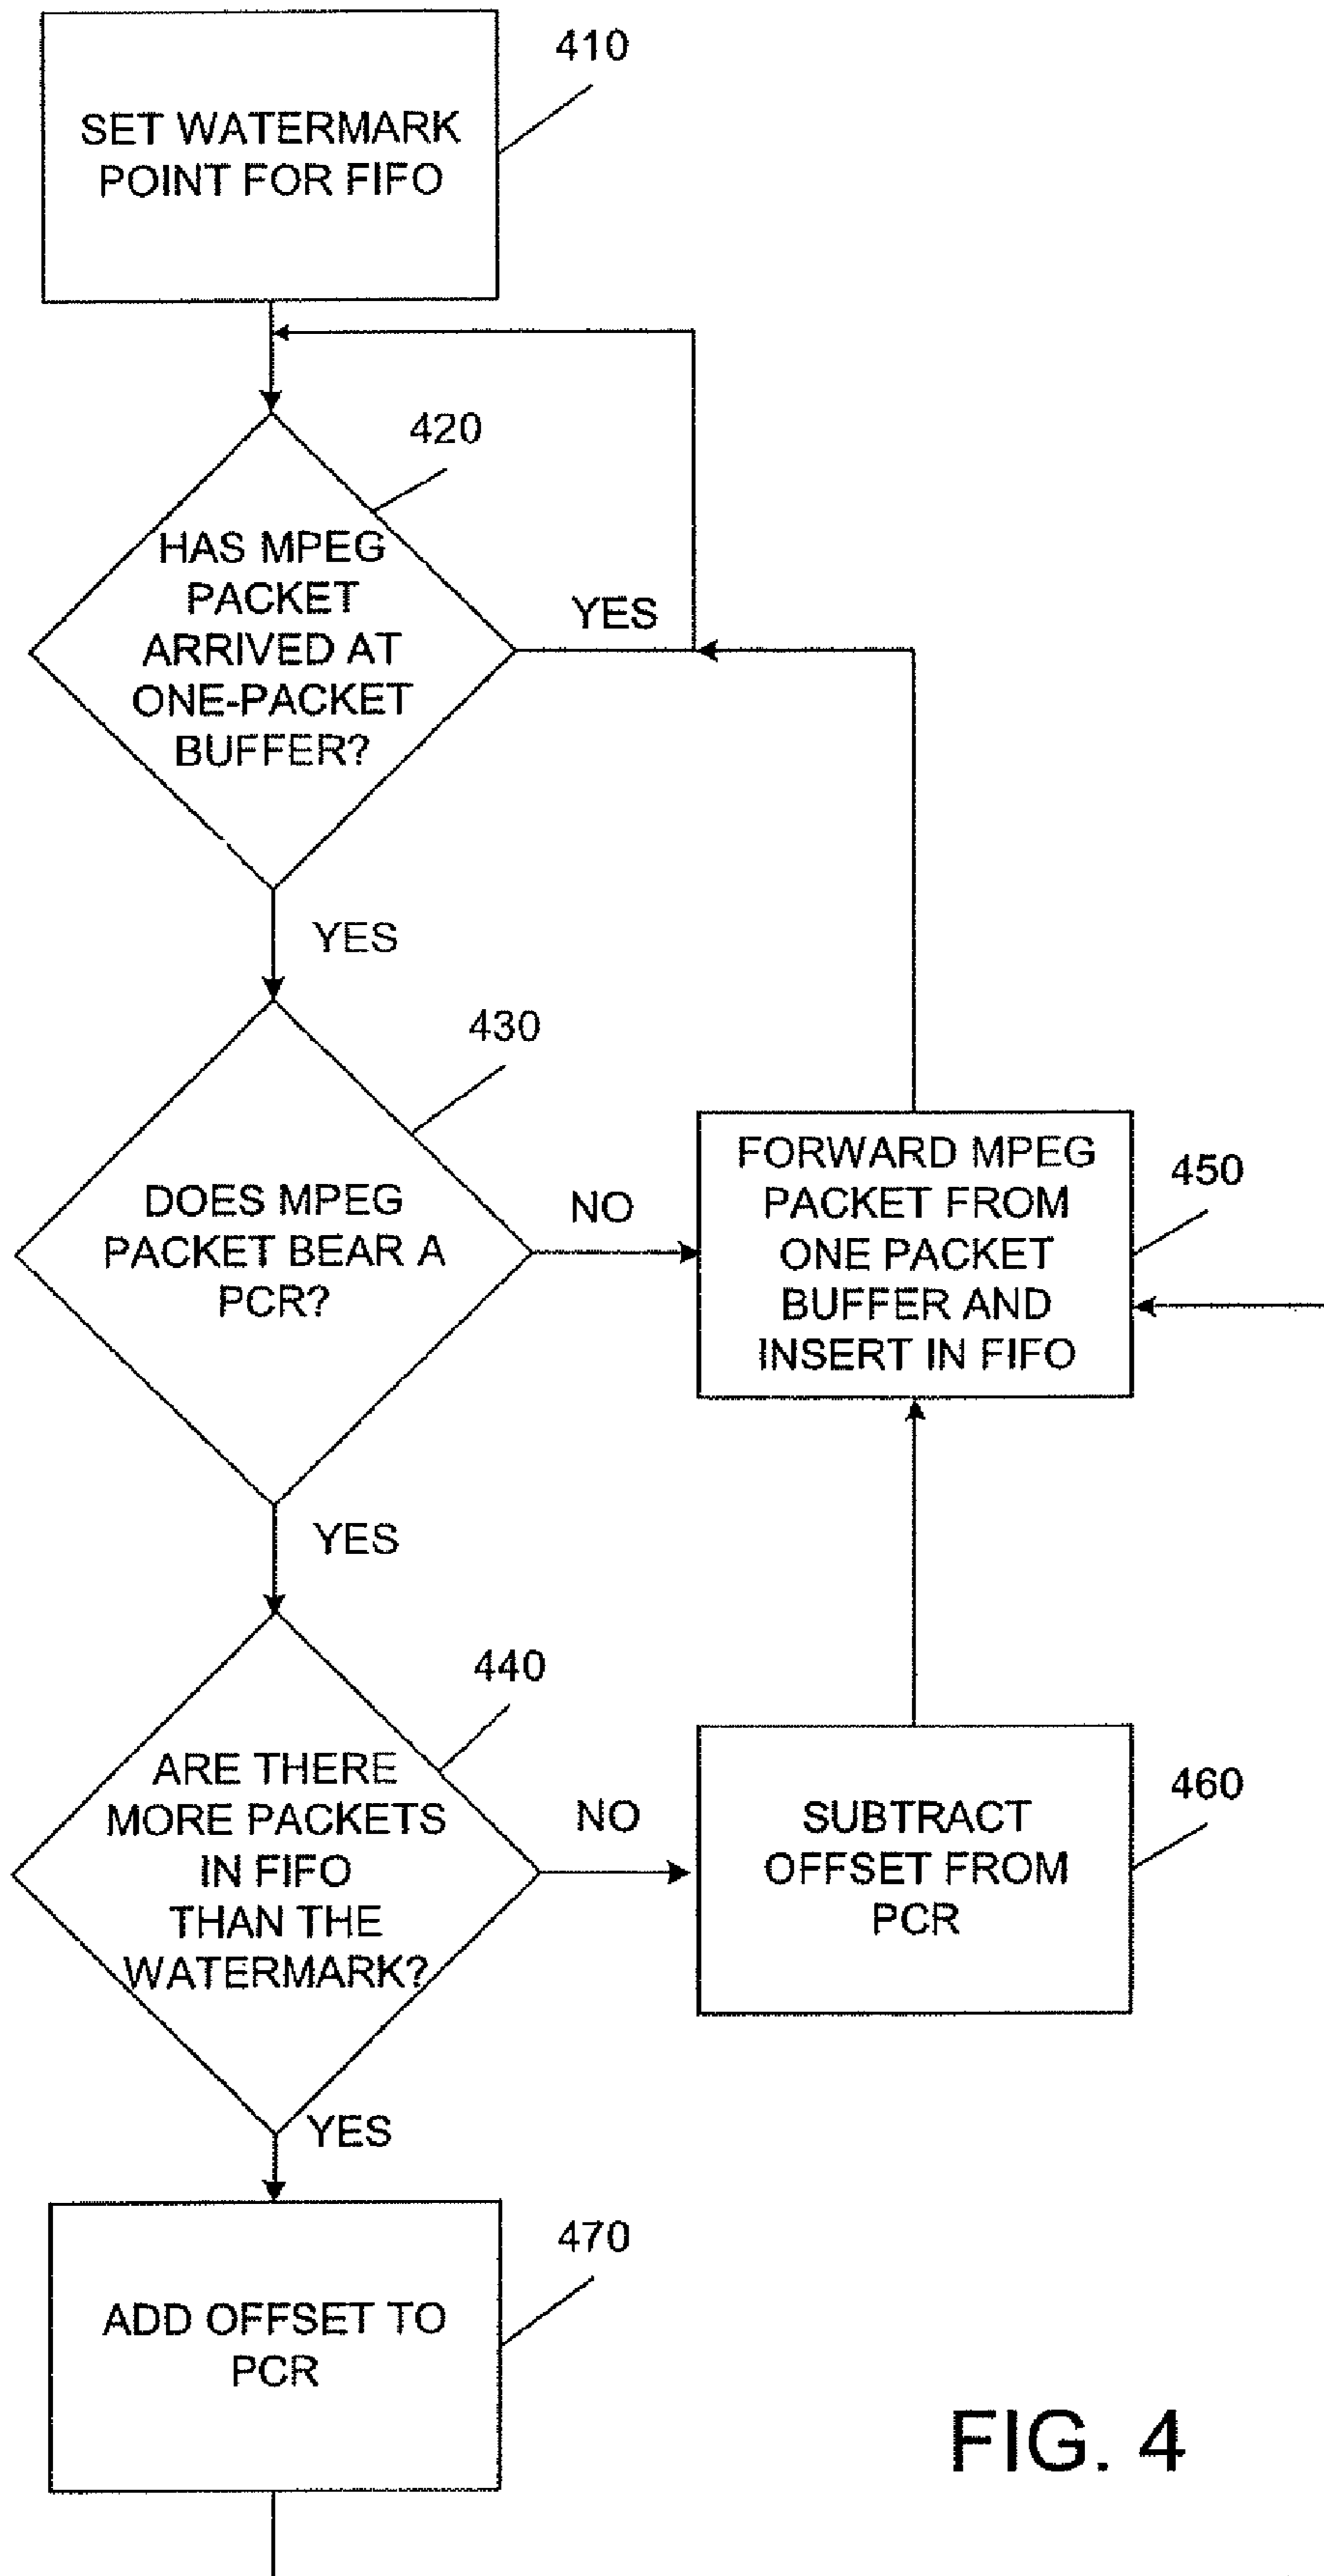 410
SET WATERMARK
POINT FOR FIFO
420
HAS MPEG
PACKET
ARRIVED AT
ONE-PACKET
BUFFER?
YES
YES
430
DOES MPEG
PACKET BEAR A
PCR?
NO
FORWARD MPEG
PACKET FROM
ONE PACKET
BUFFER AND
INSERT IN FIFO
450
YES
440
ARE THERE
MORE PACKETS
IN FIFO
THAN THE
WATERMARK?
NO
SUBTRACT
OFFSET FROM
PCR
460
YES
470
ADD OFFSET TO
PCR
FIG. 4